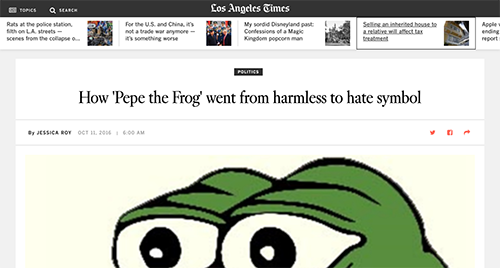 TOPICS
SEARCH
Los Angeles Times
Rats at the police station,
filth on L.A. streets —
scenes from the collapse o...
For the U.S. and China, it's
not a trade war anymore —
it's something worse
My sordid Disneyland past:
Confessions of a Magic
Kingdom popcorn man
Selling an inherited house to
a relative will affect tax
treatment
Apple w
ending
report
POLITICS
How 'Pepe the Frog' went from harmless to hate symbol
By JESSICA ROY OCT 11, 2016 | 6:00 AM